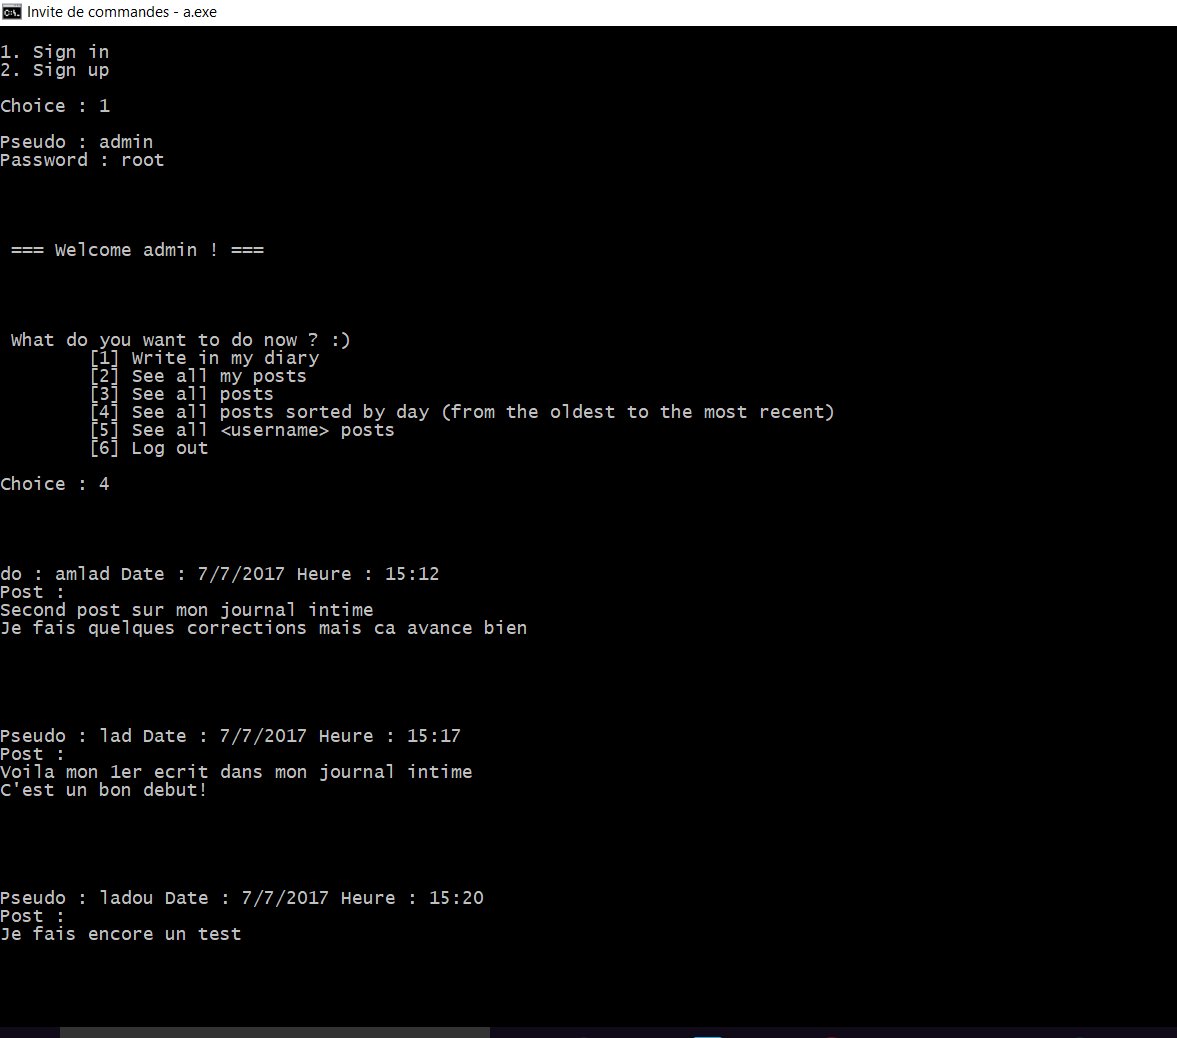 Invite de commandes - a.exe
1. Sign in
2. Sign up
Choice : 1
Pseudo : admin
Password : root
=== Welcome admin ! ===
What do you want to do now ? :)
[1] Write in my diary
[2] See all my posts
[3] See all posts
[4] See all posts sorted by day (from the oldest to the most recent)
[5] See all <username> posts
[6] Log out
Choice : 4
do : amlad Date : 7/7/2017 Heure : 15:12
Post :
Second post sur mon journal intime
Je fais quelques corrections mais ca avance bien
Pseudo : lad Date : 7/7/2017 Heure : 15:17
Post :
Voila mon 1er ecrit dans mon journal intime
C'est un bon debut!
Pseudo : ladou Date : 7/7/2017 Heure : 15:20
Post :
Je fais encore un test